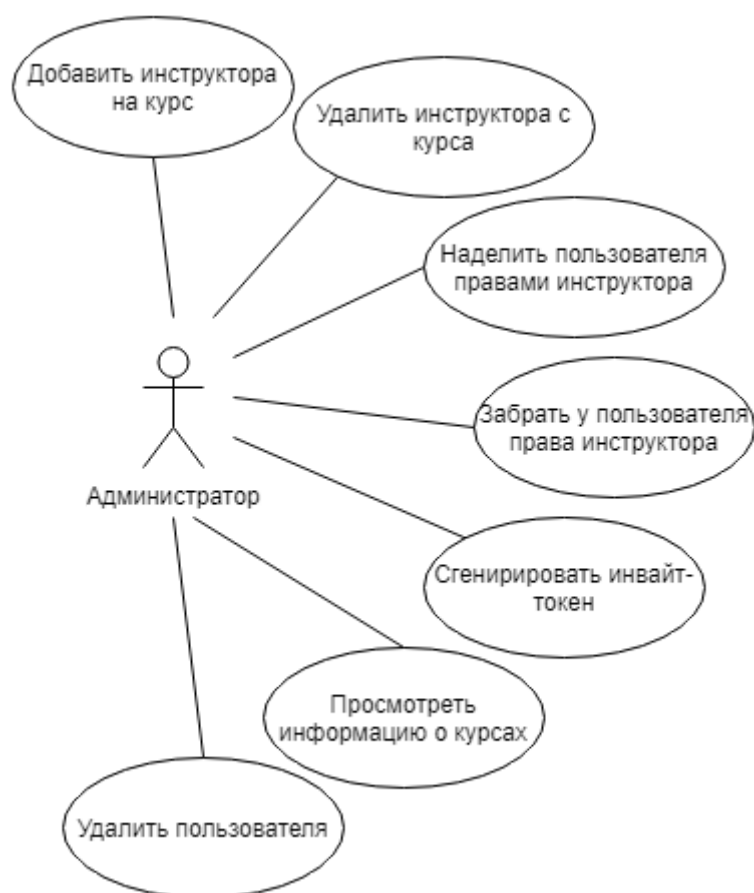 Добавить инструктора
на курс
Удалить инструктора с
курса
Наделить пользователя
правами инструктора
Забрать у пользователя
права инструктора
Администратор
Сгенирировать инвайт-
токен
Просмотреть
информацию о курсах
Удалить пользователя